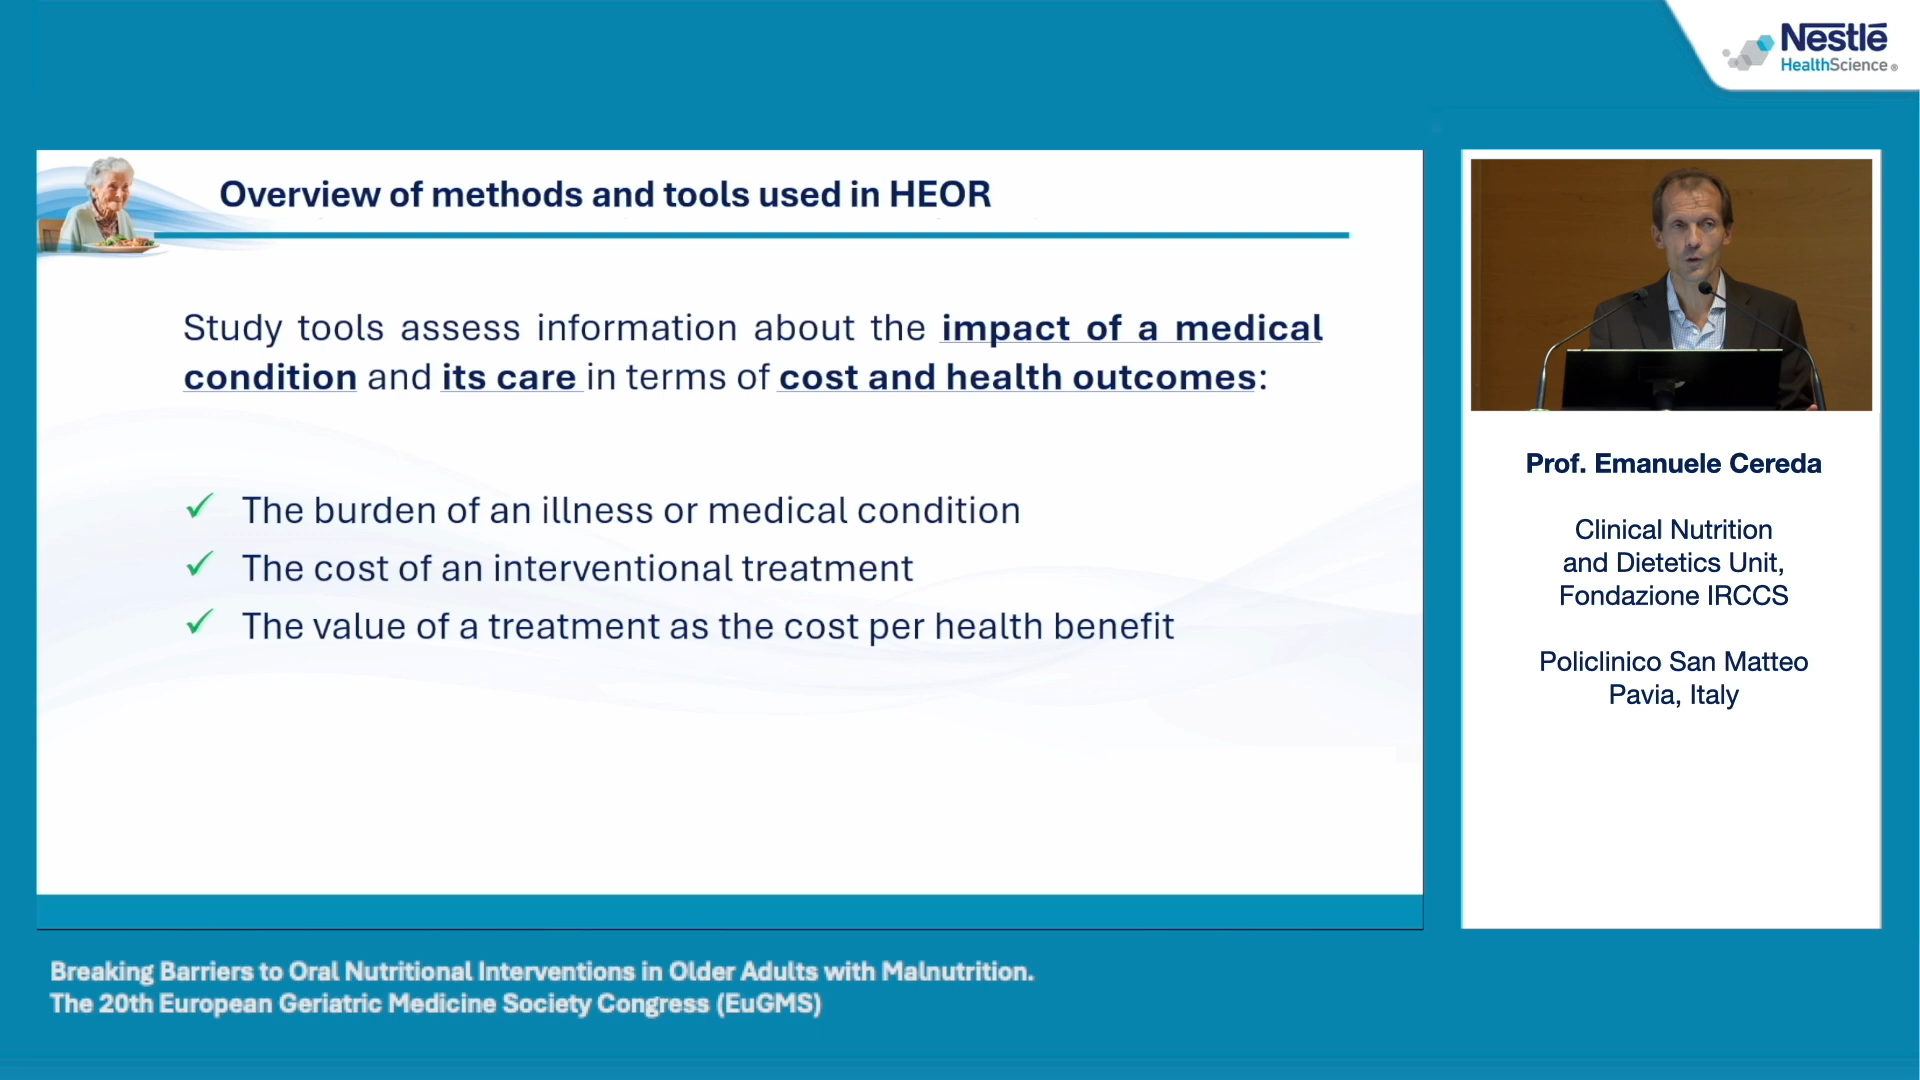 Nestlé
HealthScience®
Overview of methods and tools used in HEOR
Study tools assess information about the impact of a medical
condition and its care in terms of cost and health outcomes:
✓ The burden of an illness or medical condition
✓ The cost of an interventional treatment
✓ The value of a treatment as the cost per health benefit
Prof. Emanuele Cereda
Clinical Nutrition
and Dietetics Unit,
Fondazione IRCCS
Policlinico San Matteo
Pavia, Italy
Breaking Barriers to Oral Nutritional Interventions in Older Adults with Malnutrition.
The 20th European Geriatric Medicine Society Congress (EuGMS)